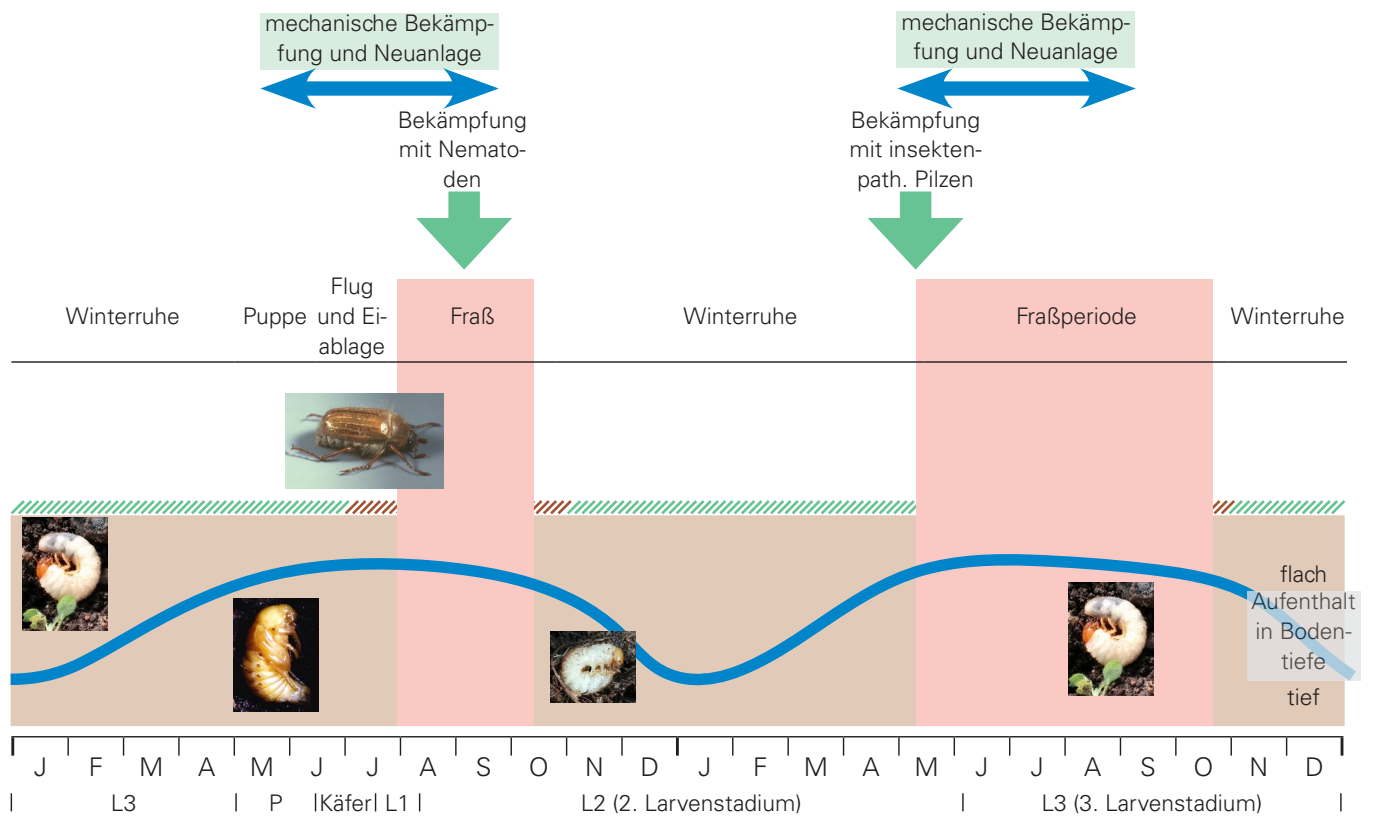 mechanische Bekämp-
fung und Neuanlage
mechanische Bekämp-
fung und Neuanlage
Bekämpfung
mit Nemato-
den
Bekämpfung
mit insekten-
path. Pilzen
Winterruhe
Puppe
Flug
und Ei-
ablage
Fraß
Winterruhe
Fraßperiode
Winterruhe
flach
Aufenthalt
in Boden-
tiefe
tief
J F M A M J J A S O N D J F M A M J J A S O N D
L3 P Käfer L1 L2 (2. Larvenstadium) L3 (3. Larvenstadium)